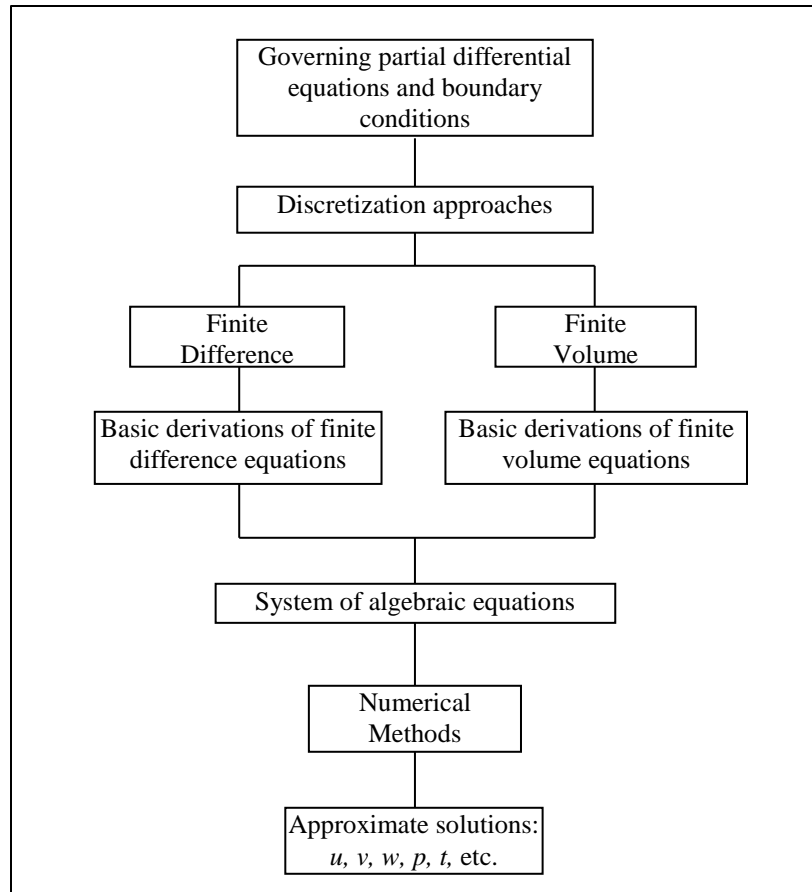 Governing partial differential
equations and boundary
conditions
Discretization approaches
Finite
Difference
Finite
Volume
Basic derivations of finite
difference equations
Basic derivations of finite
volume equations
System of algebraic equations
Numerical
Methods
Approximate solutions:
u, v, w, p, t, etc.